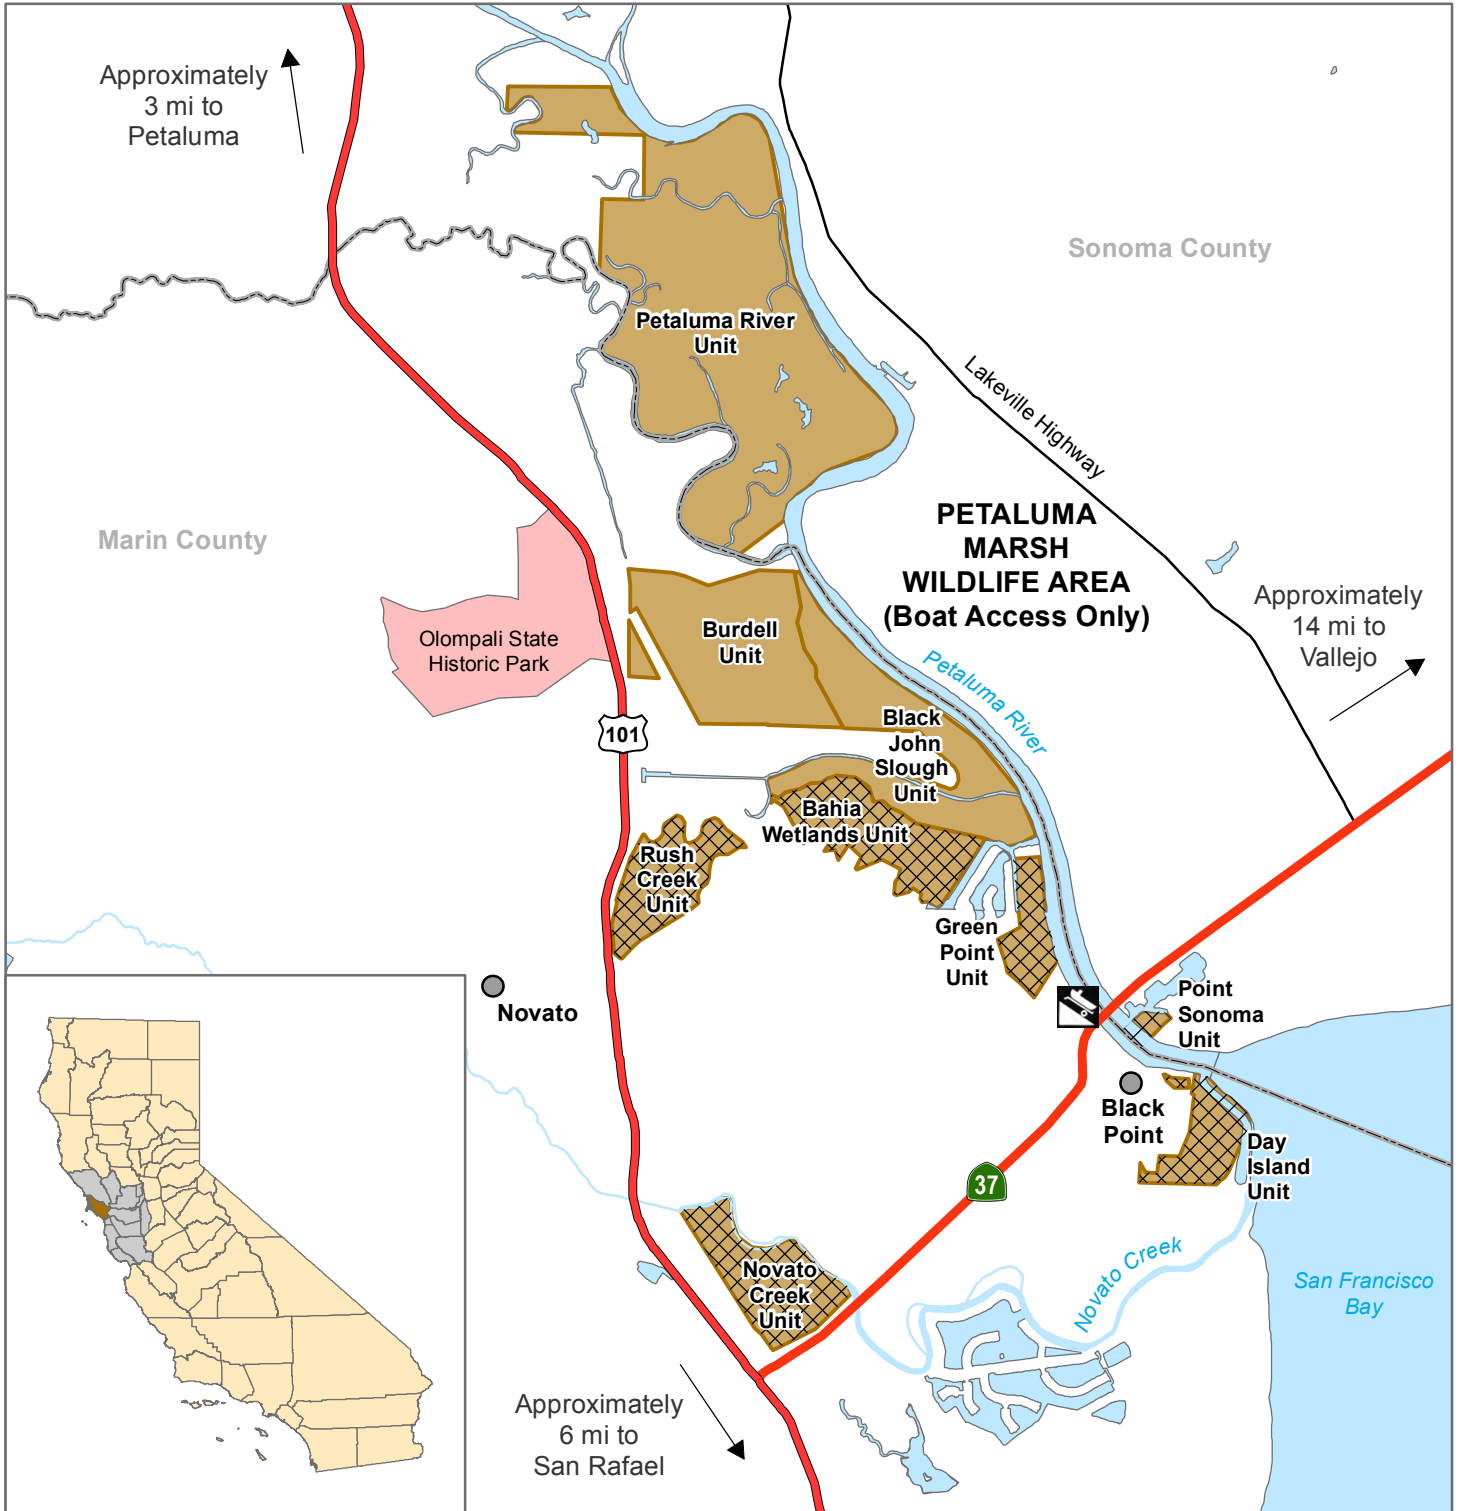 Approximately
3 mi to
Petaluma
Sonoma County
Petaluma River
Unit
Lakeville Highway
Marin County
PETALUMA
MARSH
WILDLIFE AREA
(Boat Access Only)
Approximately
14 mi to
Vallejo
Olompali State
Historic Park
Burdell
Unit
Petaluma River
101
Black
John
Slough
Unit
Bahia
Wetlands Unit
Rush
Creek
Unit
Green
Point
Unit
Novato
Point
Sonoma
Unit
Black
Point
Day
Island
Unit
37
Novato
Creek
Unit
Novato Creek
San Francisco
Bay
Approximately
6 mi to
San Rafael